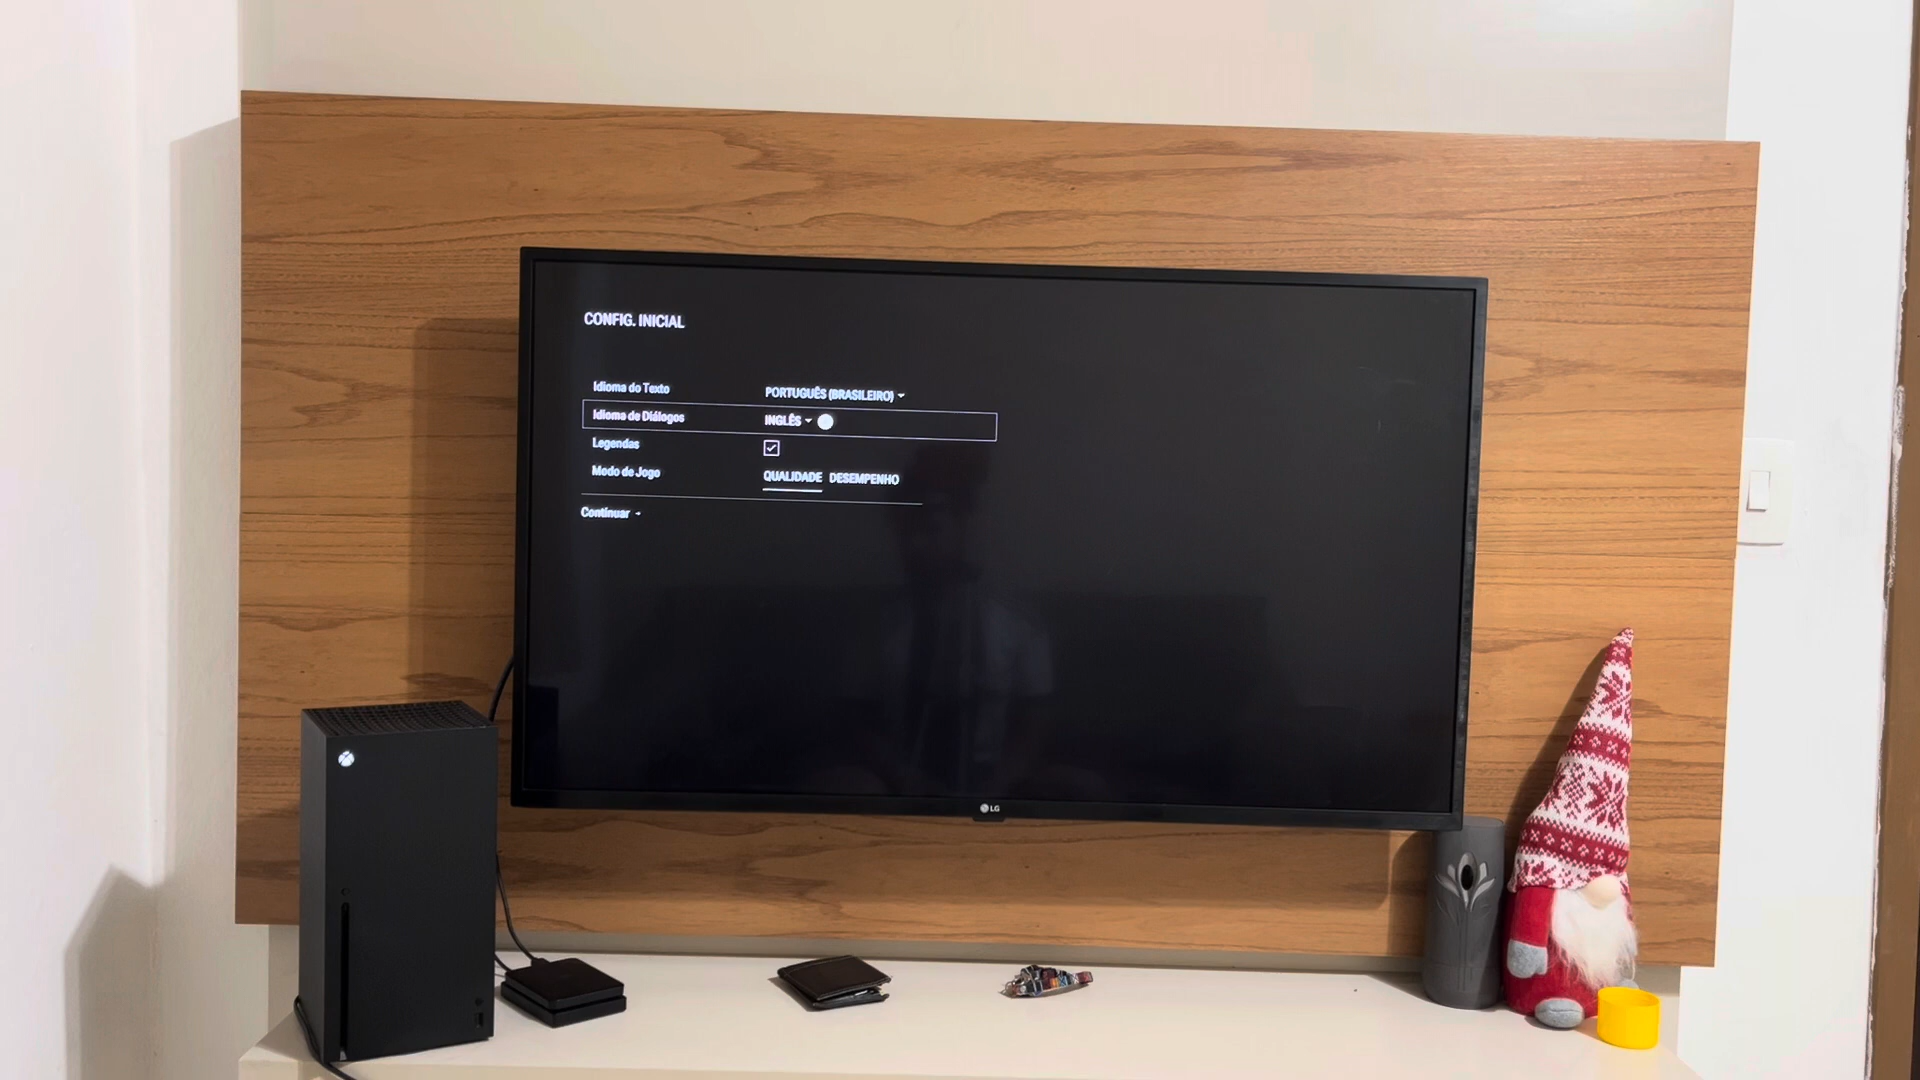 CONFIG. INICIAL
Idioma do Texto PORTUGUÊS (BRASILEIRO)
Idioma de Diálogos INGLÊS
Legendas
Modo de Jogo QUALIDADE DESEMPENHO
Continuar
LG